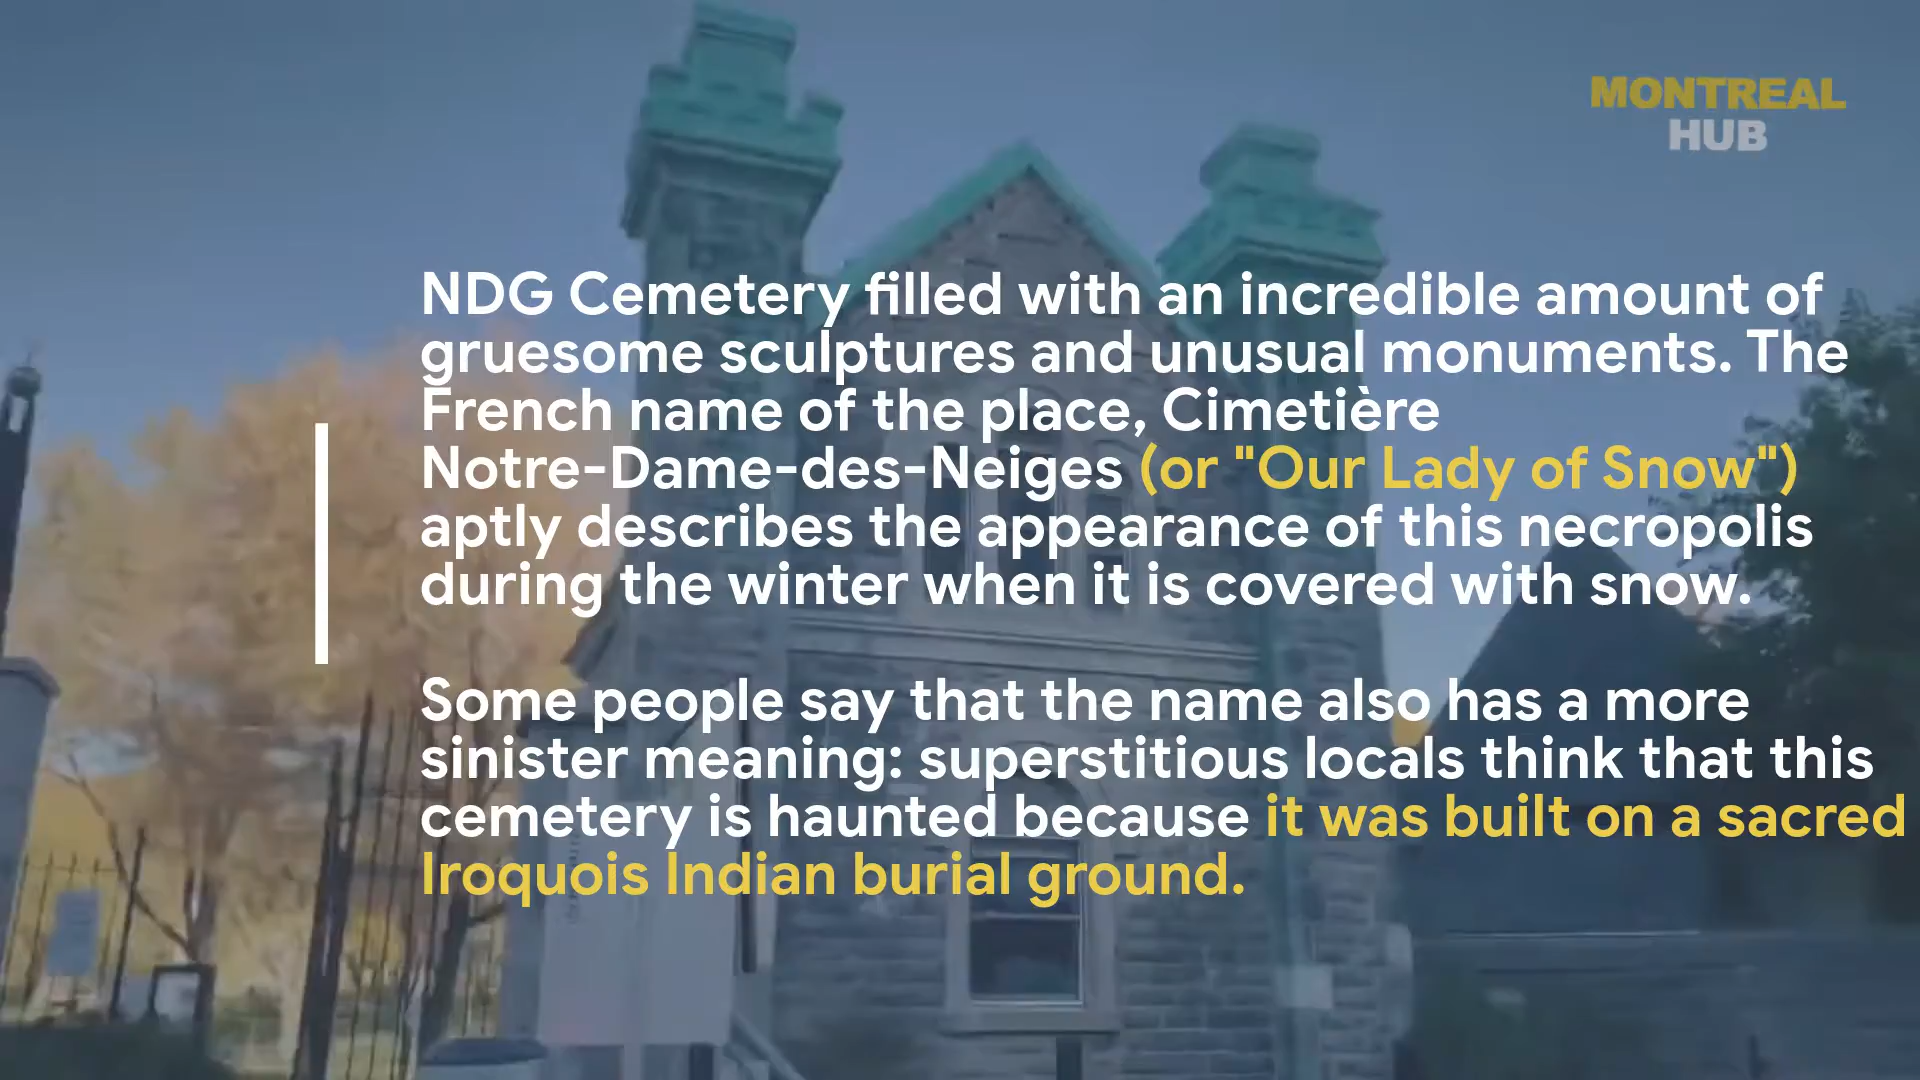 MONTREAL
HUB
NDG Cemetery filled with an incredible amount of
gruesome sculptures and unusual monuments. The
French name of the place, Cimetière
Notre-Dame-des-Neiges (or "Our Lady of Snow")
aptly describes the appearance of this necropolis
during the winter when it is covered with snow.
Some people say that the name also has a more
sinister meaning: superstitious locals think that this
cemetery is haunted because it was built on a sacred
Iroquois Indian burial ground.